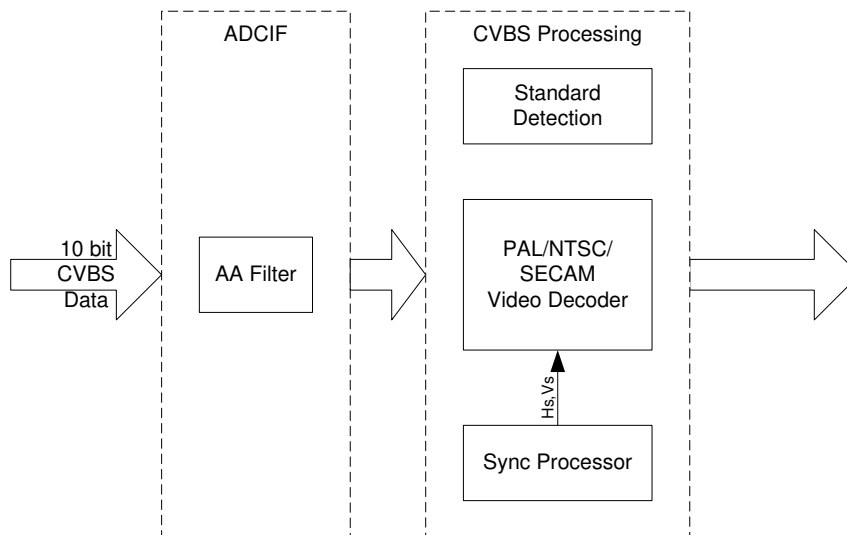 ADCIF
CVBS Processing
Standard
Detection
10 bit
CVBS
Data
AA Filter
PAL/NTSC/
SECAM
Video Decoder
Hs,Vs
Sync Processor